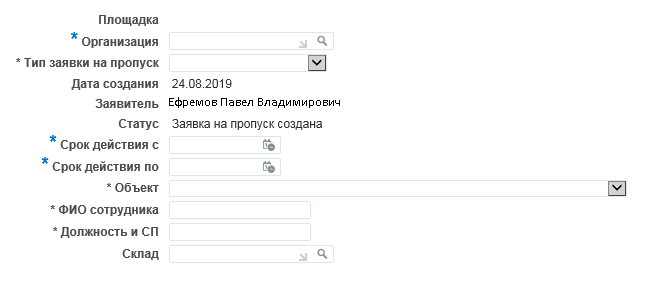 Площадка
* Организация
* Тип заявки на пропуск
Дата создания 24.08.2019
Заявитель Ефремов Павел Владимирович
Статус Заявка на пропуск создана
* Срок действия с
* Срок действия по
* Объект
* ФИО сотрудника
* Должность и СП
Склад